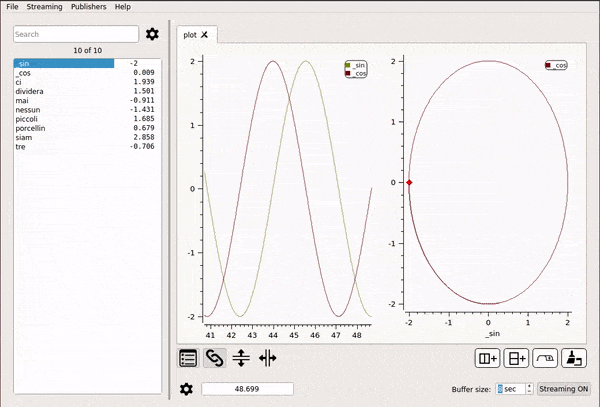 File Streaming Publishers Help
Search
10 of 10
_sin -2
_cos 0.009
ci 1.939
dividera 1.501
mai -0.911
nessun -1.431
piccoli 1.685
porcellin 0.679
siam 2.858
tre -0.706
plot
_sin
_cos
2
1
0
-1
-2
41 42 43 44 45 46 47 48
_cos
2
1
0
-1
-2
-2 -1 0 1 2
_sin
48.699
Buffer size: 8 sec Streaming ON